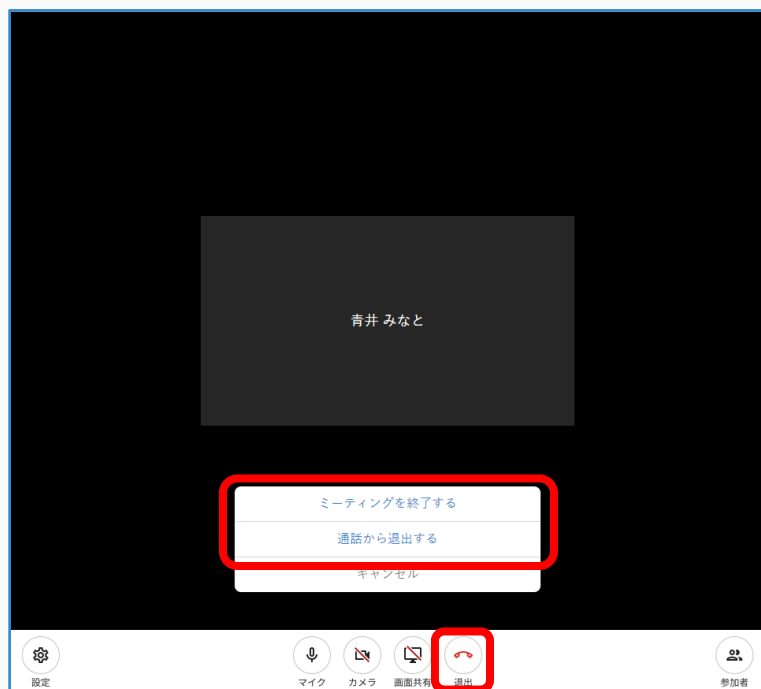 青井 みなと
ミーティングを終了する
通話から退出する
キャンセル
設定
マイク
カメラ
画面共有
退出
参加者